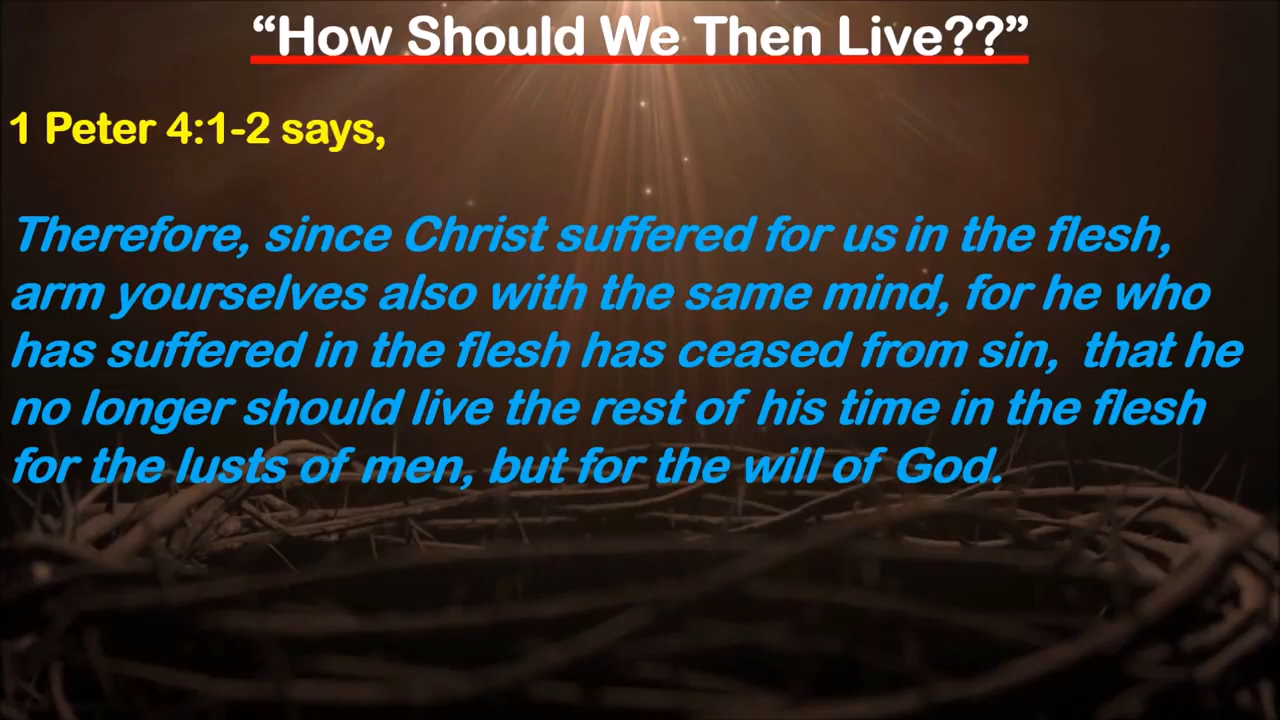 “How Should We Then Live??”
1 Peter 4:1-2 says,
Therefore, since Christ suffered for us in the flesh,
arm yourselves also with the same mind, for he who
has suffered in the flesh has ceased from sin,  that he
no longer should live the rest of his time in the flesh
for the lusts of men, but for the will of God.